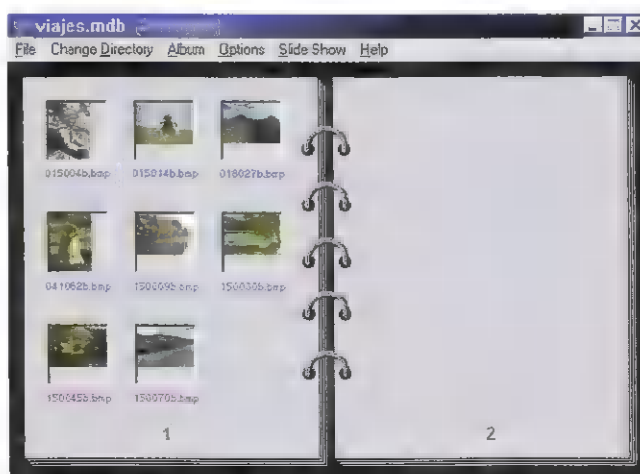 viajes.mdb
File Change Directory Album Options Slide Show Help
015004b.bmp 015014b.bmp 018027b.bmp
041062b.bmp 150009b.bmp 150030b.bmp
150045b.bmp 150070b.bmp
1 2